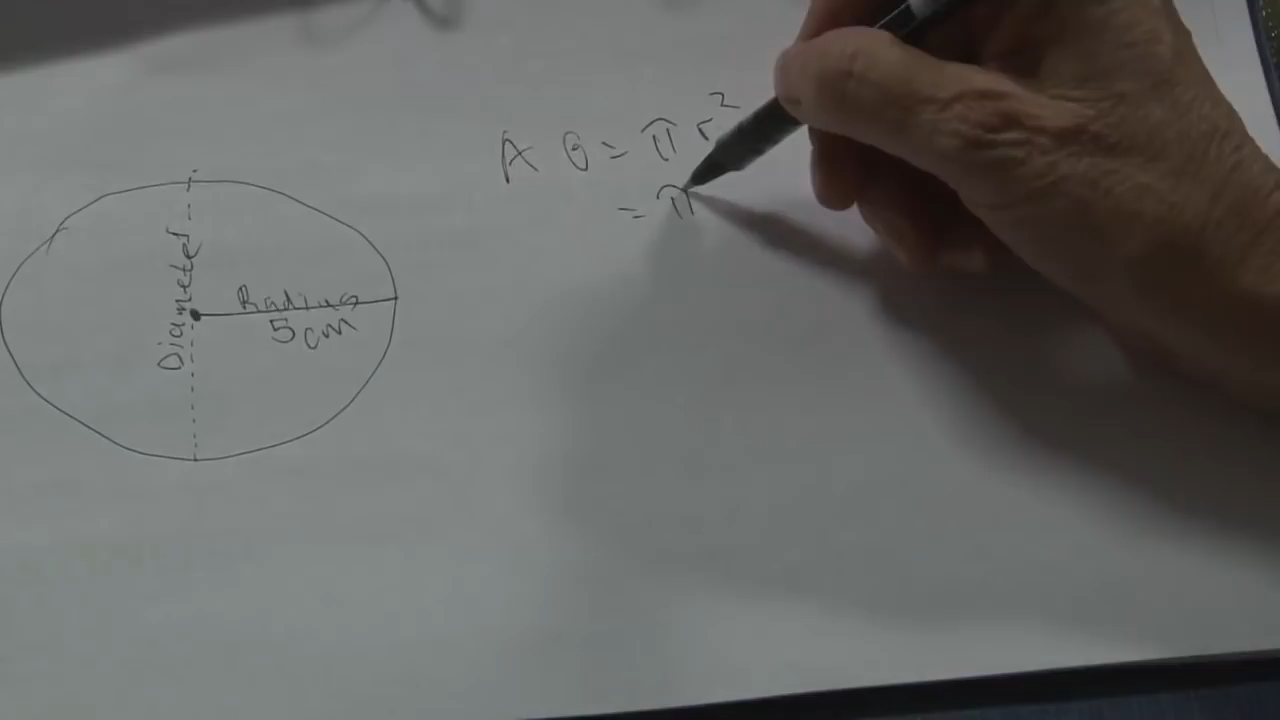 A θ = π r²
= π
Diameter
Radius
5 cm